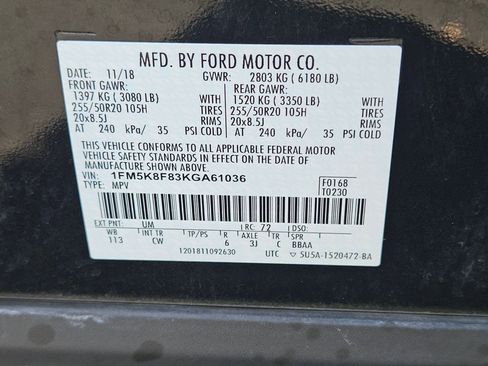 MFD. BY FORD MOTOR CO.
DATE: 11/18 GVWR: 2803 KG ( 6180 LB)
FRONT GAWR: REAR GAWR:
1397 KG ( 3080 LB) WITH 1520 KG ( 3350 LB) WITH
255/50R20 105H TIRES 255/50R20 105H TIRES
20x8.5J RIMS 20x8.5J RIMS
AT 240 kPa/ 35 PSI COLD AT 240 kPa/ 35 PSI COLD
THIS VEHICLE CONFORMS TO ALL APPLICABLE FEDERAL MOTOR
VEHICLE SAFETY STANDARDS IN EFFECT ON THE DATE OF
MANUFACTURE SHOWN ABOVE.
VIN: 1FM5K8F83KGA61036 F0168
TYPE: MPV T0230
EXT PNT: UM RC: 72 DSO:
WB INT TR TP/PS R AXLE TR SPR
113 CW 6 3J C BBAA
1201811092630 UTC ▽ 5U5A-1520472-BA